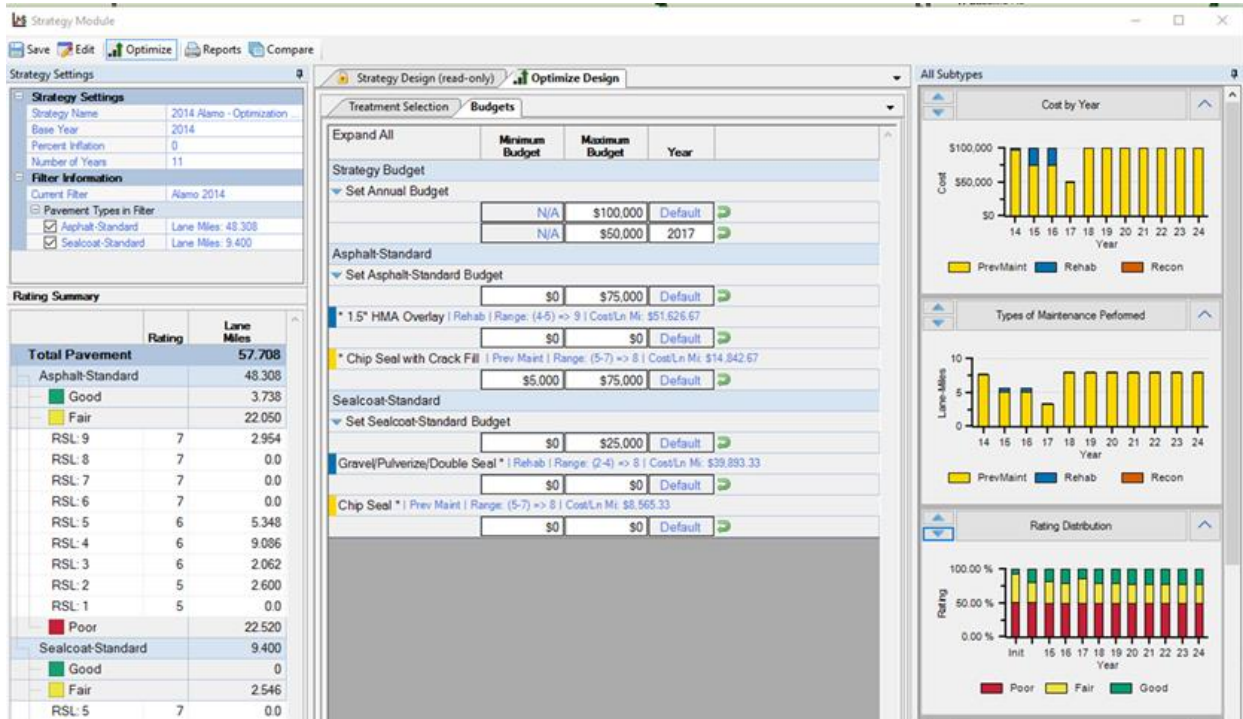 Strategy Module
Save Edit Optimize Reports Compare
Strategy Settings
Strategy Settings
Strategy Name 2014 Alamo - Optimization ...
Base Year 2014
Percent Inflation 0
Number of Years 11
Filter Information
Current Filter Alamo 2014
Pavement Types in Filter
Asphalt-Standard Lane Miles: 48.308
Sealcoat-Standard Lane Miles: 9.400
Rating Summary
Rating Lane Miles
Total Pavement 57.708
Asphalt-Standard 48.308
Good 3.738
Fair 22.050
RSL: 9 7 2.954
RSL: 8 7 0.0
RSL: 7 7 0.0
RSL: 6 7 0.0
RSL: 5 6 5.348
RSL: 4 6 9.086
RSL: 3 6 2.062
RSL: 2 5 2.600
RSL: 1 5 0.0
Poor 22.520
Sealcoat-Standard 9.400
Good 0
Fair 2.546
RSL: 5 7 0.0
Strategy Design (read-only) Optimize Design
Treatment Selection Budgets
Expand All Minimum Budget Maximum Budget Year
Strategy Budget
Set Annual Budget
N/A $100,000 Default
N/A $50,000 2017
Asphalt-Standard
Set Asphalt-Standard Budget
$0 $75,000 Default
* 1.5" HMA Overlay | Rehab | Range: (4-5) => 9 | Cost/Ln Mi: $51,626.67
$0 $0 Default
* Chip Seal with Crack Fill | Prev Maint | Range: (5-7) => 8 | Cost/Ln Mi: $14,842.67
$5,000 $75,000 Default
Sealcoat-Standard
Set Sealcoat-Standard Budget
$0 $25,000 Default
Gravel/Pulverize/Double Seal * | Rehab | Range: (2-4) => 8 | Cost/Ln Mi: $39,893.33
$0 $0 Default
Chip Seal * | Prev Maint | Range: (5-7) => 8 | Cost/Ln Mi: $8,565.33
$0 $0 Default
All Subtypes
Cost by Year
$100,000
$50,000
$0
Cost
14 15 16 17 18 19 20 21 22 23 24
Year
PrevMaint Rehab Recon
Types of Maintenance Performed
10
5
0
Lane-Miles
14 15 16 17 18 19 20 21 22 23 24
Year
PrevMaint Rehab Recon
Rating Distribution
100.00 %
50.00 %
0.00 %
Rating
Init 15 16 17 18 19 20 21 22 23 24
Year
Poor Fair Good